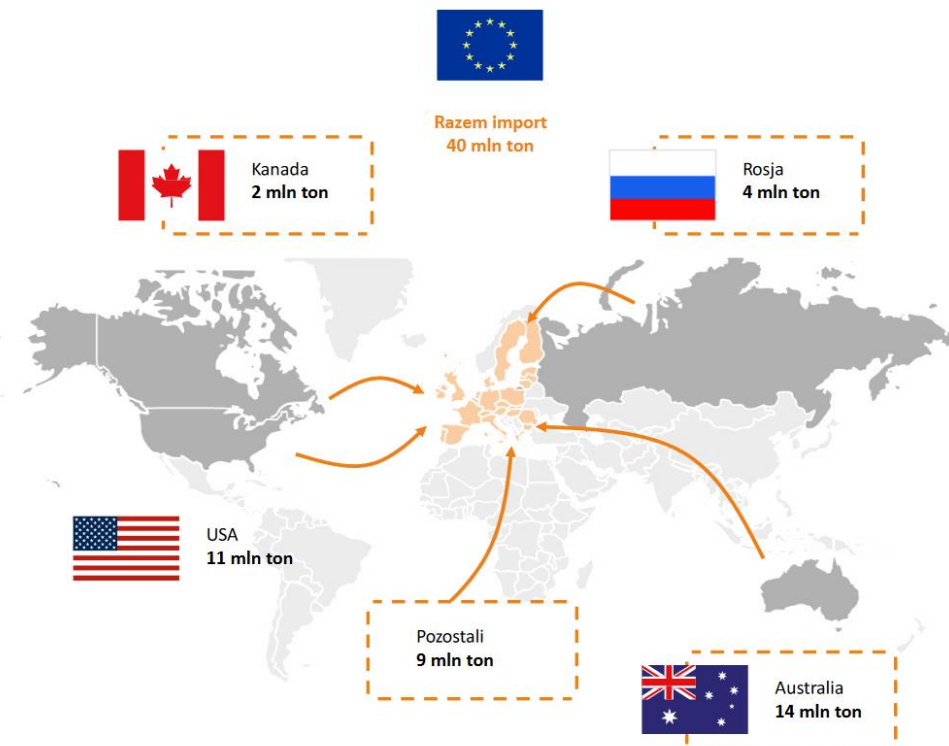 Razem import
40 mln ton
Kanada
2 mln ton
Rosja
4 mln ton
USA
11 mln ton
Pozostali
9 mln ton
Australia
14 mln ton